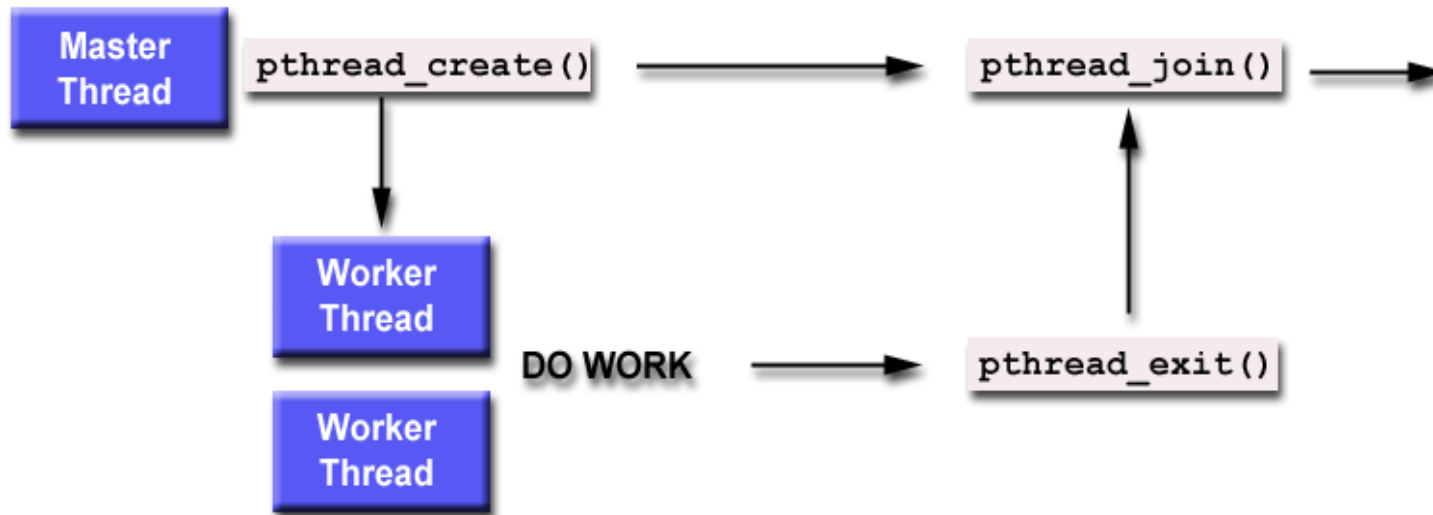 Master
Thread
pthread_create()
pthread_join()
Worker
Thread
DO WORK
pthread_exit()
Worker
Thread